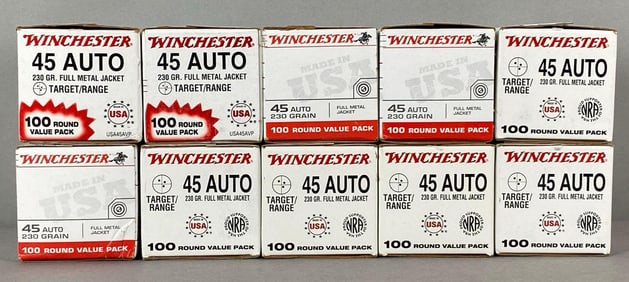 WINCHESTER
45 AUTO
230 GR. FULL METAL JACKET
TARGET/RANGE
100 ROUND
VALUE PACK
USA
USA45AVP
WINCHESTER
45 AUTO
230 GR. FULL METAL JACKET
TARGET/RANGE
100 ROUND
VALUE PACK
USA
USA45AVP
WINCHESTER
MADE IN
USA
45 AUTO
230 GRAIN
FULL METAL
JACKET
100 ROUND VALUE PACK
WINCHESTER
MADE IN
USA
45 AUTO
230 GRAIN
FULL METAL
JACKET
100 ROUND VALUE PACK
WINCHESTER
45 AUTO
230 GR. FULL METAL JACKET
TARGET/
RANGE
USA
NRA
100 ROUND VALUE PACK
WINCHESTER
MADE IN
USA
45 AUTO
230 GRAIN
FULL METAL
JACKET
100 ROUND VALUE PACK
WINCHESTER
45 AUTO
230 GR. FULL METAL JACKET
TARGET/
RANGE
USA
NRA
100 ROUND VALUE PACK
WINCHESTER
45 AUTO
230 GR. FULL METAL JACKET
TARGET/
RANGE
USA
NRA
100 ROUND VALUE PACK
WINCHESTER
45 AUTO
230 GR. FULL METAL JACKET
TARGET/
RANGE
USA
NRA
100 ROUND VALUE PACK
WINCHESTER
45 AUTO
230 GR. FULL METAL JACKET
TARGET/
RANGE
USA
NRA
100 ROUND VALUE PACK